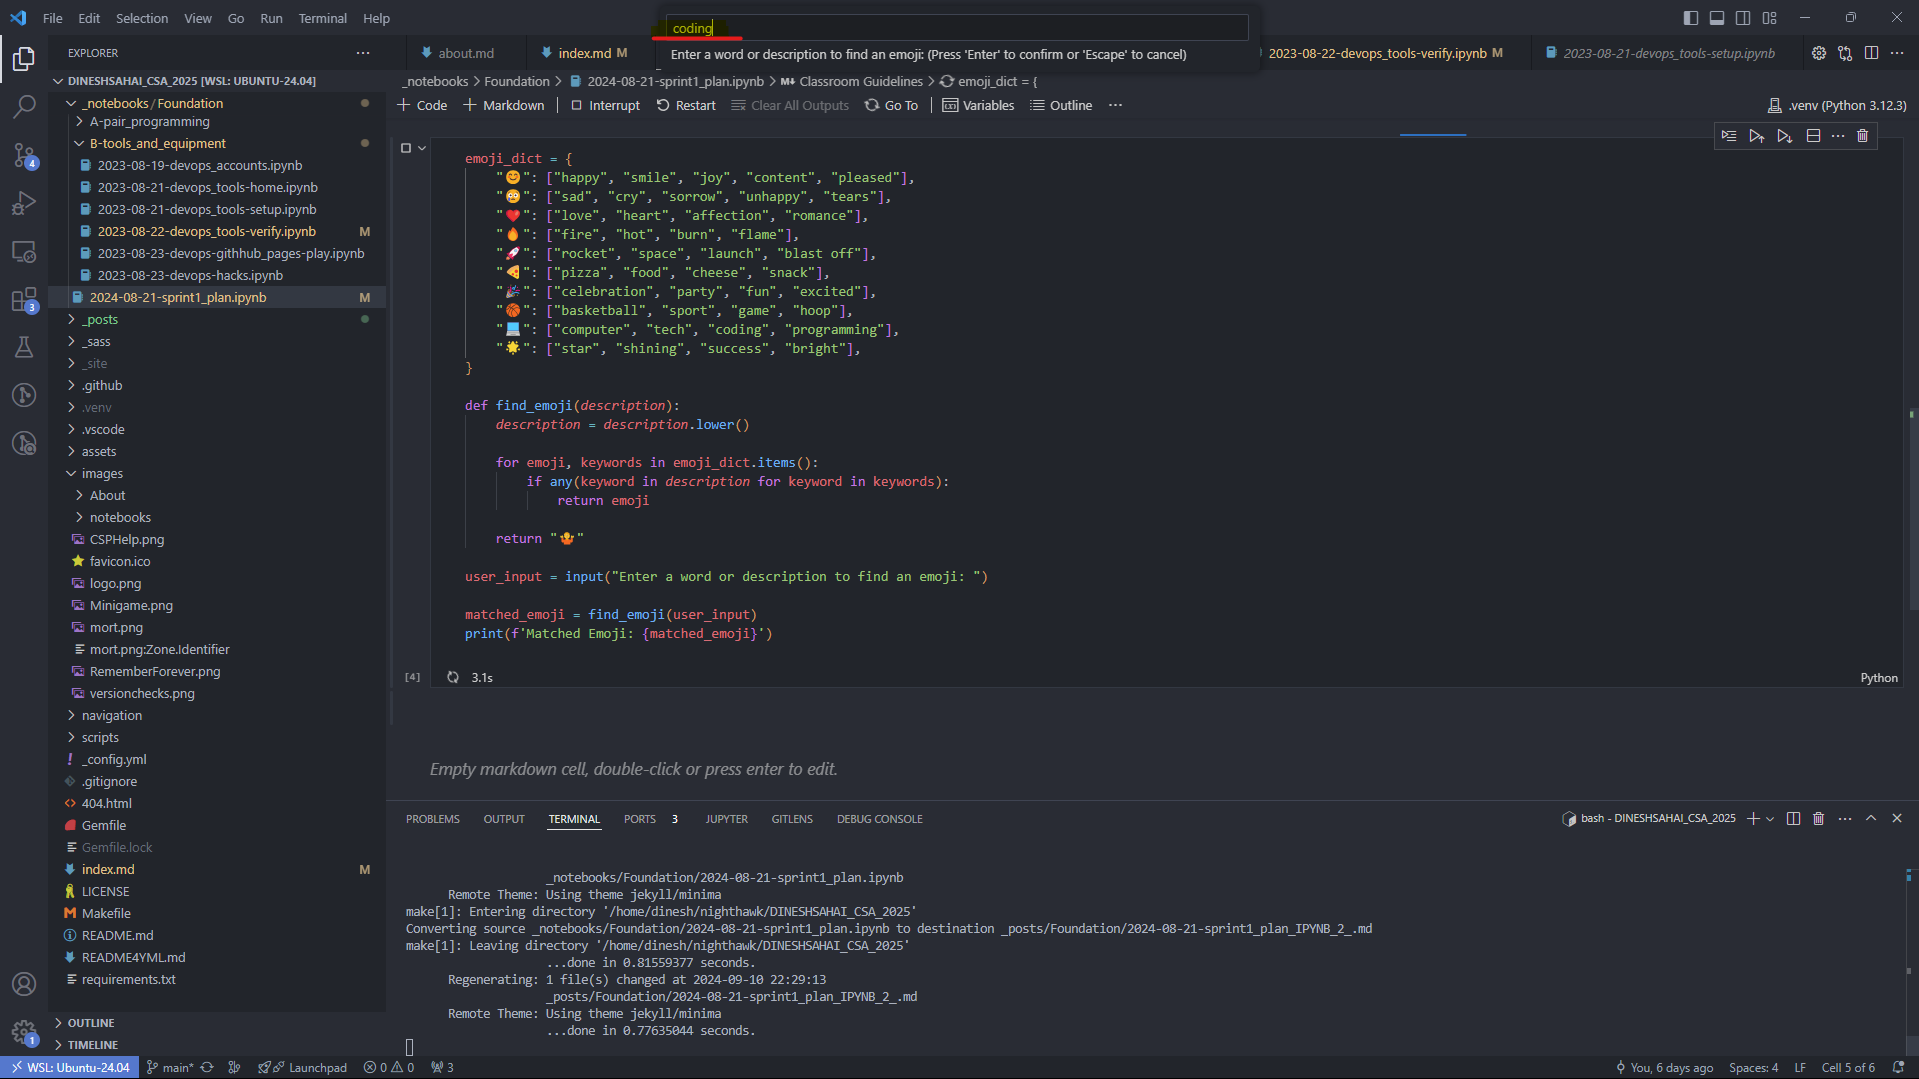 File Edit Selection View Go Run Terminal Help
coding
Enter a word or description to find an emoji: (Press 'Enter' to confirm or 'Escape' to cancel)
EXPLORER
about.md
index.md M
2023-08-22-devops_tools-verify.ipynb M
2023-08-21-devops_tools-setup.ipynb
DINESHSAHAI_CSA_2025 [WSL: UBUNTU-24.04]
_notebooks / Foundation
A-pair_programming
B-tools_and_equipment
2023-08-19-devops_accounts.ipynb
2023-08-21-devops_tools-home.ipynb
2023-08-21-devops_tools-setup.ipynb
2023-08-22-devops_tools-verify.ipynb M
2023-08-23-devops-githhub_pages-play.ipynb
2023-08-23-devops-hacks.ipynb
2024-08-21-sprint1_plan.ipynb M
_posts
_sass
_site
.github
.venv
.vscode
assets
images
About
notebooks
CSPHelp.png
favicon.ico
logo.png
Minigame.png
mort.png
mort.png:Zone.Identifier
RememberForever.png
versionchecks.png
navigation
scripts
_config.yml
.gitignore
404.html
Gemfile
Gemfile.lock
index.md M
LICENSE
Makefile
README.md
README4YML.md
requirements.txt
OUTLINE
TIMELINE
4
3
1
_notebooks > Foundation > 2024-08-21-sprint1_plan.ipynb > M↓ Classroom Guidelines > emoji_dict = {
+ Code + Markdown Interrupt Restart Clear All Outputs Go To Variables Outline ...
.venv (Python 3.12.3)
emoji_dict = {
"😊": ["happy", "smile", "joy", "content", "pleased"],
"😢": ["sad", "cry", "sorrow", "unhappy", "tears"],
"❤️": ["love", "heart", "affection", "romance"],
"🔥": ["fire", "hot", "burn", "flame"],
"🚀": ["rocket", "space", "launch", "blast off"],
"🍕": ["pizza", "food", "cheese", "snack"],
"🎉": ["celebration", "party", "fun", "excited"],
"🏀": ["basketball", "sport", "game", "hoop"],
"💻": ["computer", "tech", "coding", "programming"],
"🌟": ["star", "shining", "success", "bright"],
}
def find_emoji(description):
description = description.lower()
for emoji, keywords in emoji_dict.items():
if any(keyword in description for keyword in keywords):
return emoji
return "🤷"
user_input = input("Enter a word or description to find an emoji: ")
matched_emoji = find_emoji(user_input)
print(f'Matched Emoji: {matched_emoji}')
[4] 3.1s
Python
Empty markdown cell, double-click or press enter to edit.
PROBLEMS OUTPUT TERMINAL PORTS 3 JUPYTER GITLENS DEBUG CONSOLE
bash - DINESHSAHAI_CSA_2025
_notebooks/Foundation/2024-08-21-sprint1_plan.ipynb
Remote Theme: Using theme jekyll/minima
make[1]: Entering directory '/home/dinesh/nighthawk/DINESHSAHAI_CSA_2025'
Converting source _notebooks/Foundation/2024-08-21-sprint1_plan.ipynb to destination _posts/Foundation/2024-08-21-sprint1_plan_IPYNB_2_.md
make[1]: Leaving directory '/home/dinesh/nighthawk/DINESHSAHAI_CSA_2025'
...done in 0.81559377 seconds.
Regenerating: 1 file(s) changed at 2024-09-10 22:29:13
_posts/Foundation/2024-08-21-sprint1_plan_IPYNB_2_.md
Remote Theme: Using theme jekyll/minima
...done in 0.77635044 seconds.
WSL: Ubuntu-24.04 main* Launchpad 0 0 3
You, 6 days ago Spaces: 4 LF Cell 5 of 6